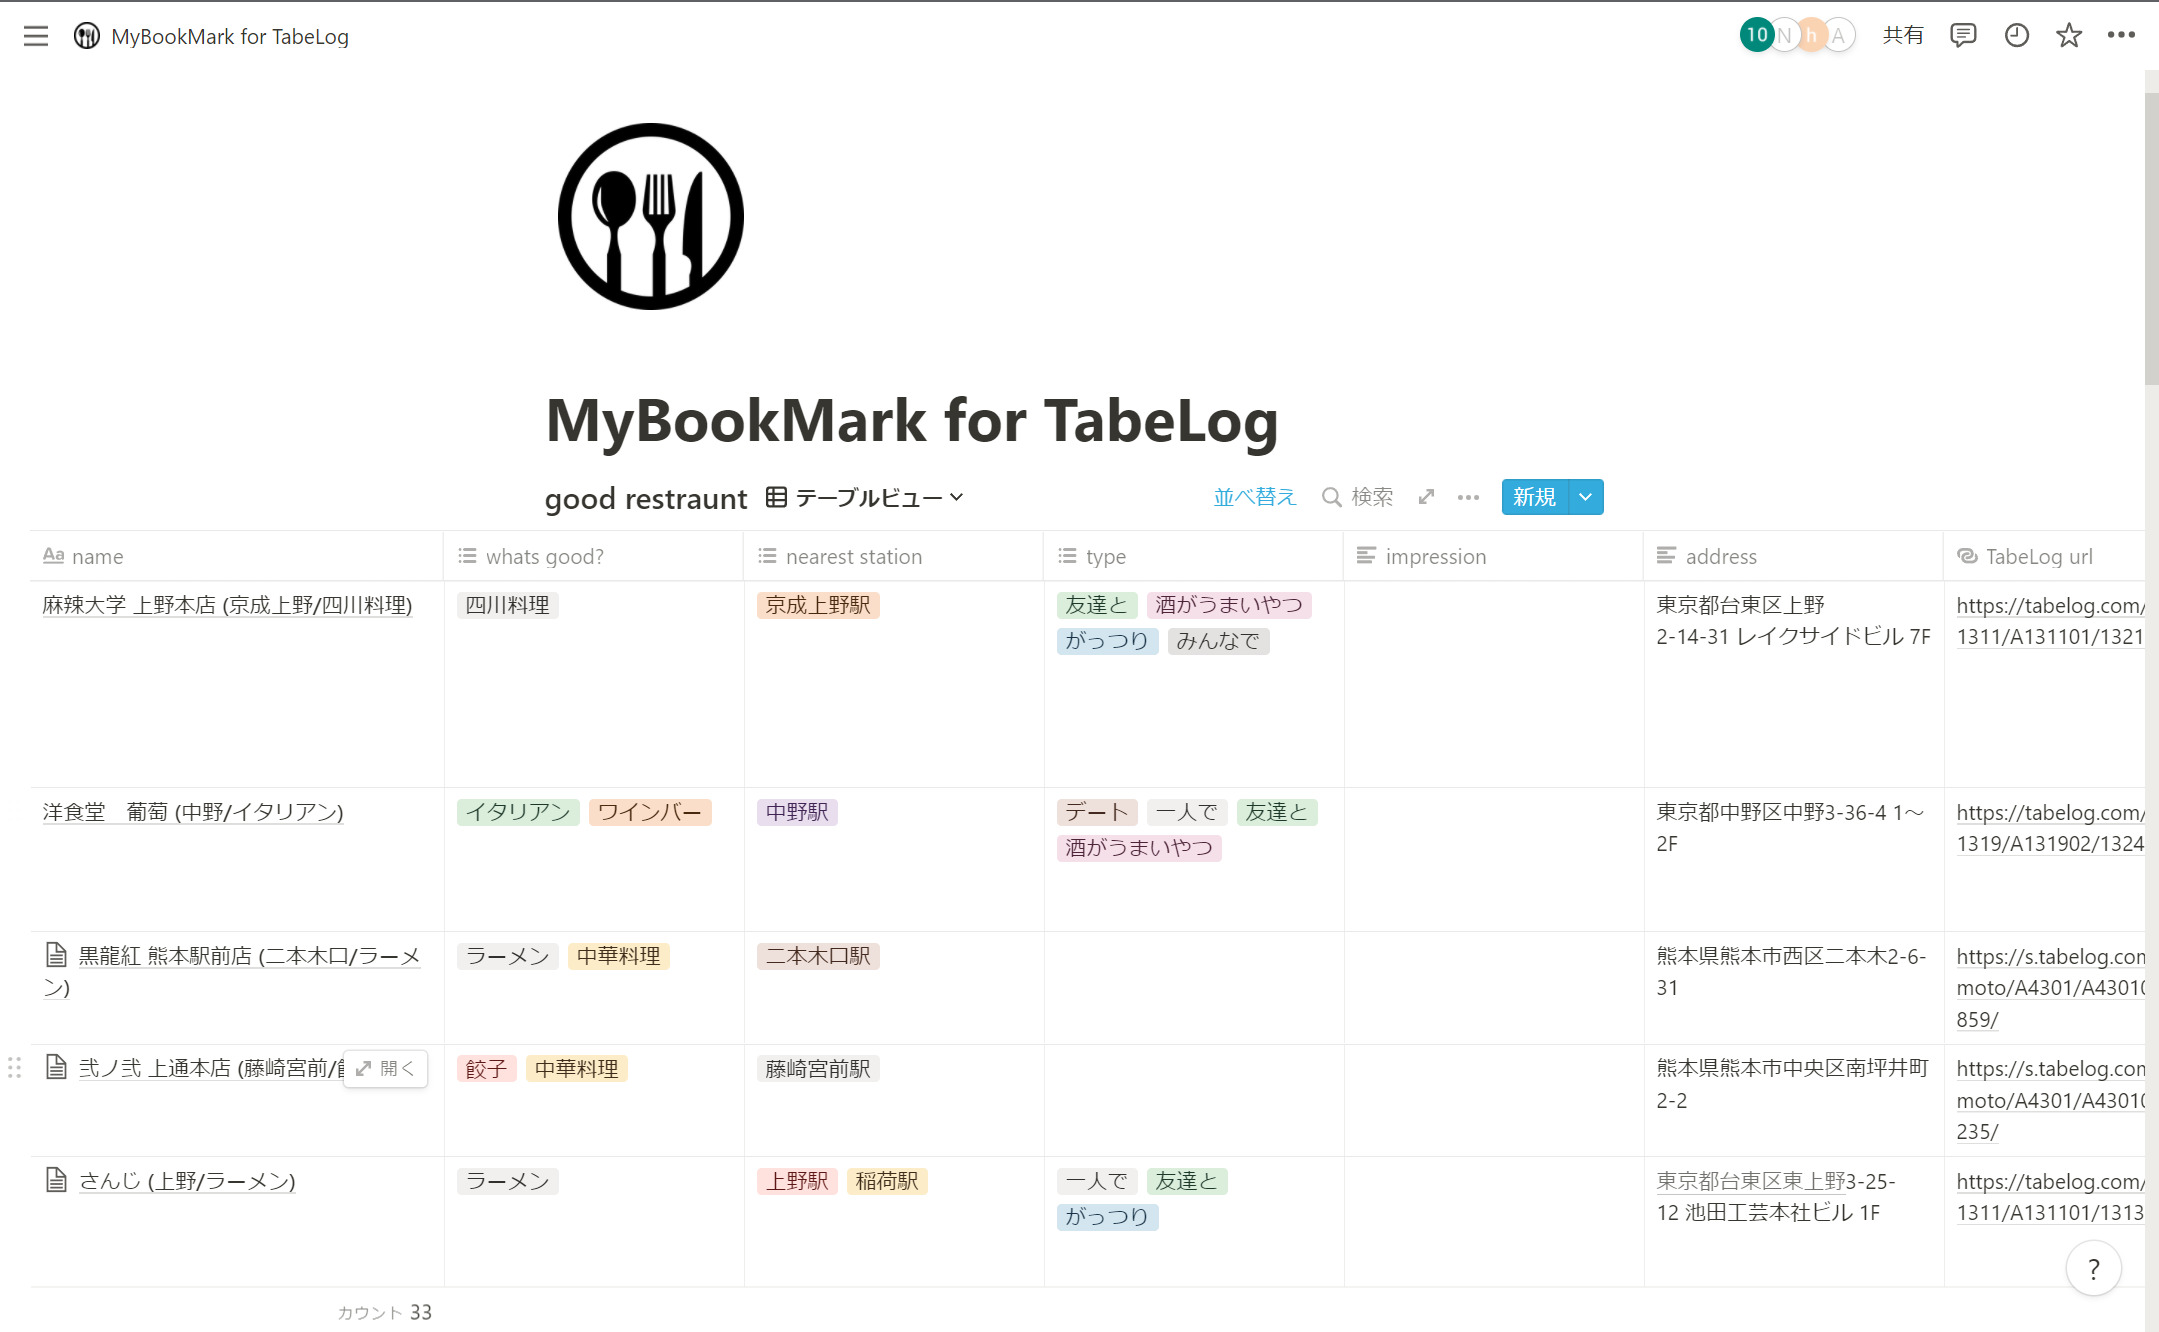 MyBookMark for TabeLog
10 N h A 共有
MyBookMark for TabeLog
good restraunt テーブルビュー 並べ替え 検索 新規
Aa name whats good? nearest station type impression address TabeLog url
麻辣大学 上野本店 (京成上野/四川料理) 四川料理 京成上野駅 友達と 酒がうまいやつ 東京都台東区上野 https://tabelog.com/
がっつり みんなで 2-14-31 レイクサイドビル 7F 1311/A131101/1321
洋食堂　葡萄 (中野/イタリアン) イタリアン ワインバー 中野駅 デート 一人で 友達と 東京都中野区中野3-36-4 1～ https://tabelog.com/
酒がうまいやつ 2F 1319/A131902/1324
黒龍紅 熊本駅前店 (二本木口/ラーメ ラーメン 中華料理 二本木口駅 熊本県熊本市西区二本木2-6- https://s.tabelog.com
ン) 31 moto/A4301/A43010
859/
弐ノ弐 上通本店 (藤崎宮前/ 開く 餃子 中華料理 藤崎宮前駅 熊本県熊本市中央区南坪井町 https://s.tabelog.com
2-2 moto/A4301/A43010
235/
さんじ (上野/ラーメン) ラーメン 上野駅 稲荷駅 一人で 友達と 東京都台東区東上野3-25- https://tabelog.com/
がっつり 12 池田工芸本社ビル 1F 1311/A131101/1313
?
カウント 33